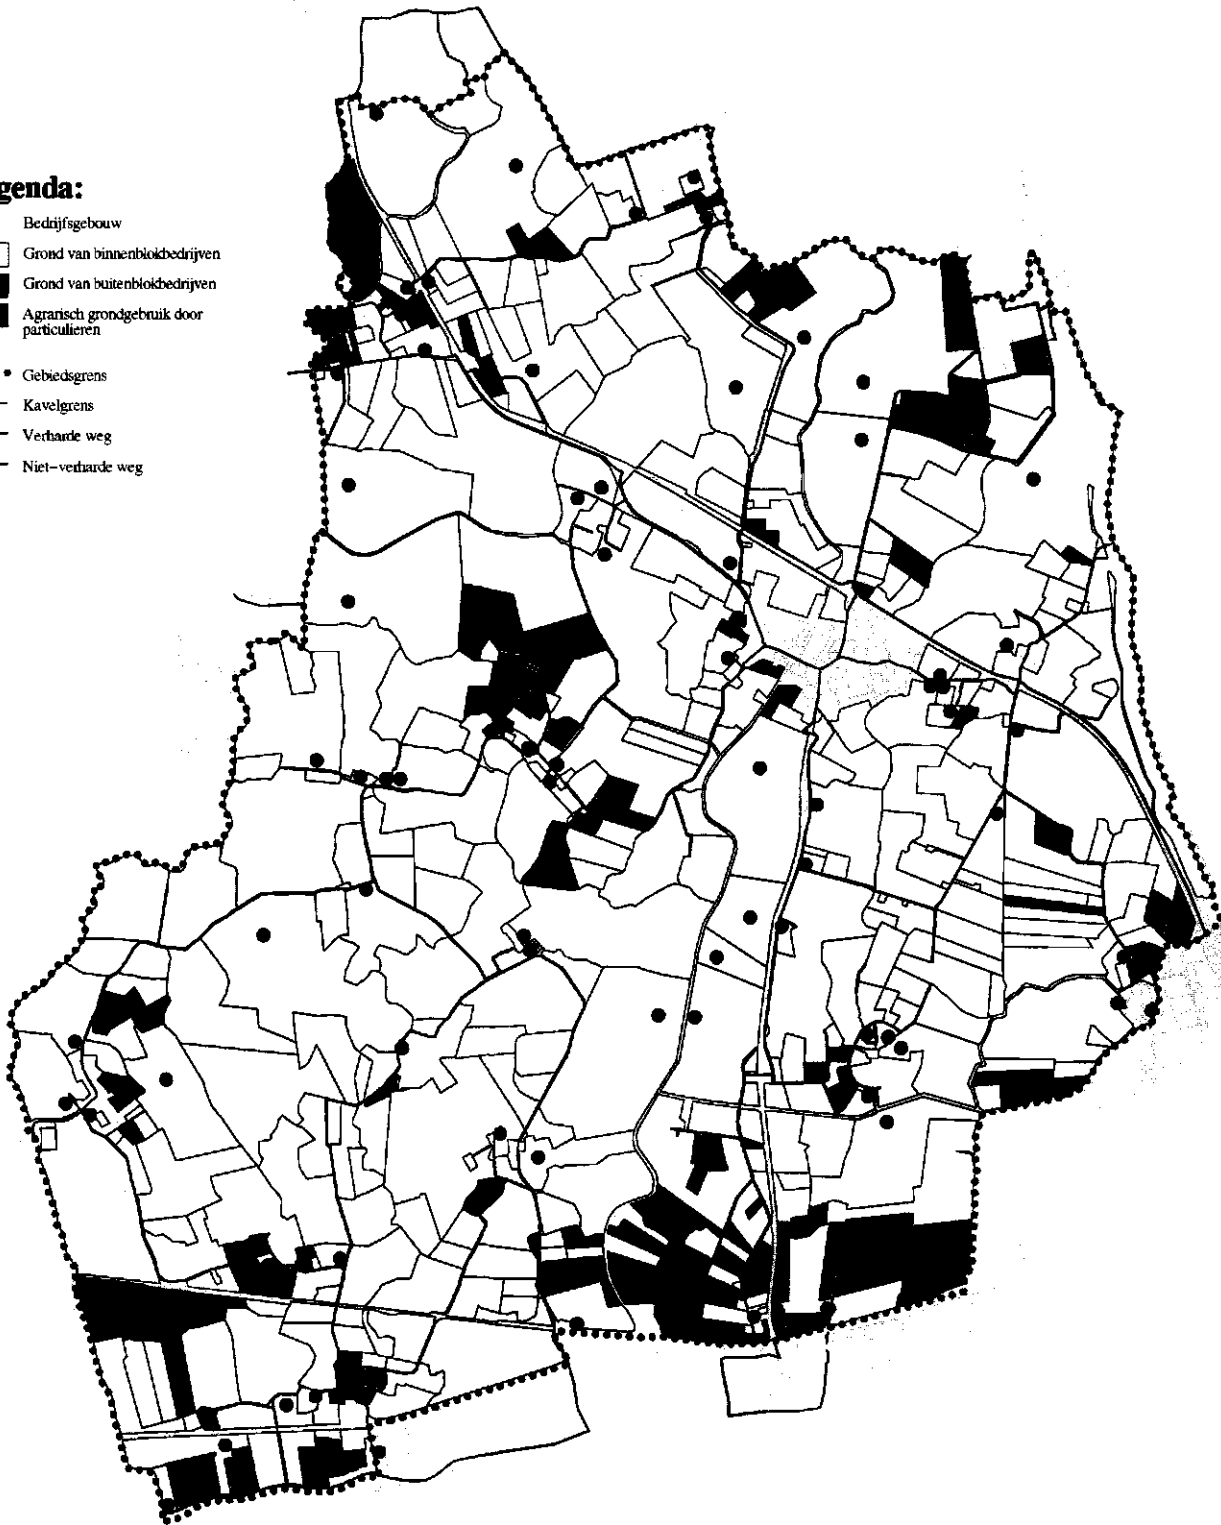 genda:
Bedrijfsgebouw
Grond van binnenblokbedrijven
Grond van buitenblokbedrijven
Agrarisch grondgebruik door
particulieren
Gebiedsgrens
Kavelgrens
Verharde weg
Niet-verharde weg